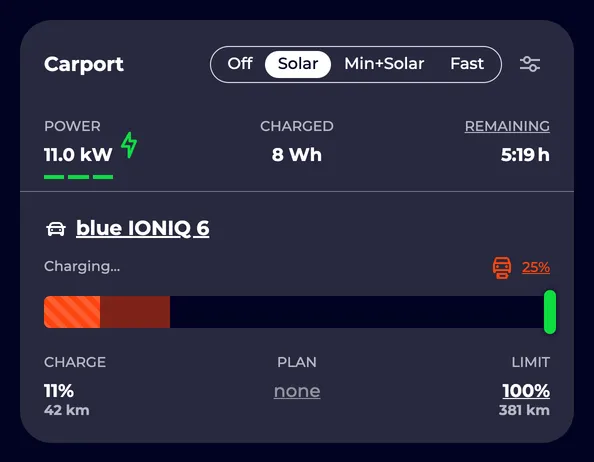 Carport Off Solar Min+Solar Fast
POWER CHARGED REMAINING
11.0 kW 8 Wh 5:19 h
blue IONIQ 6
Charging... 25%
CHARGE PLAN LIMIT
11% none 100%
42 km 381 km